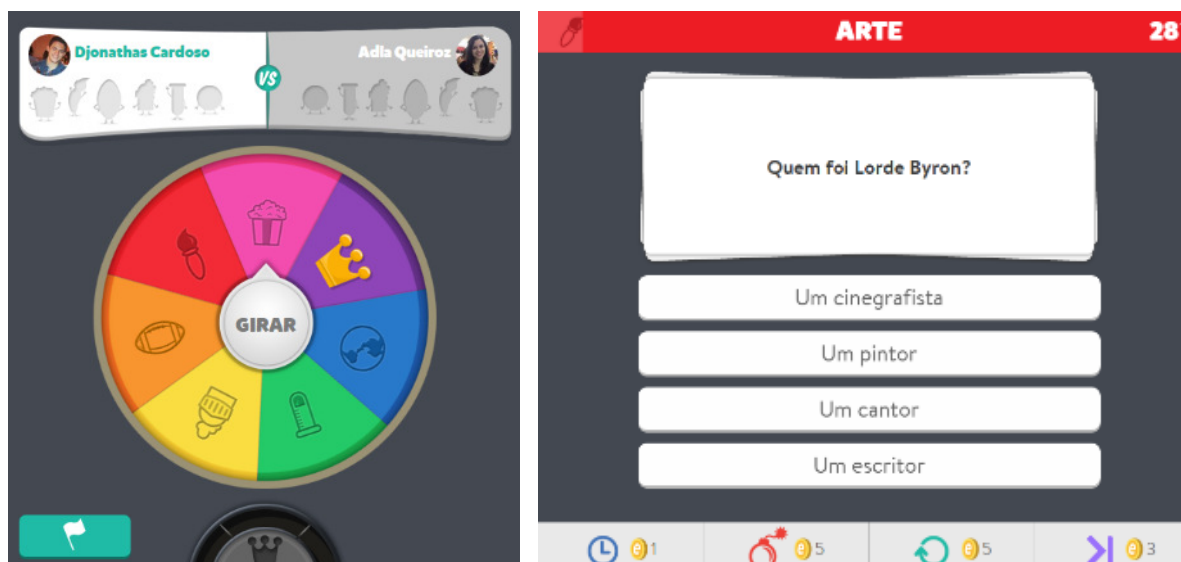 Djonathas Cardoso
VS
Adla Queiroz
GIRAR
ARTE
28
Quem foi Lorde Byron?
Um cinegrafista
Um pintor
Um cantor
Um escritor
1
5
5
3